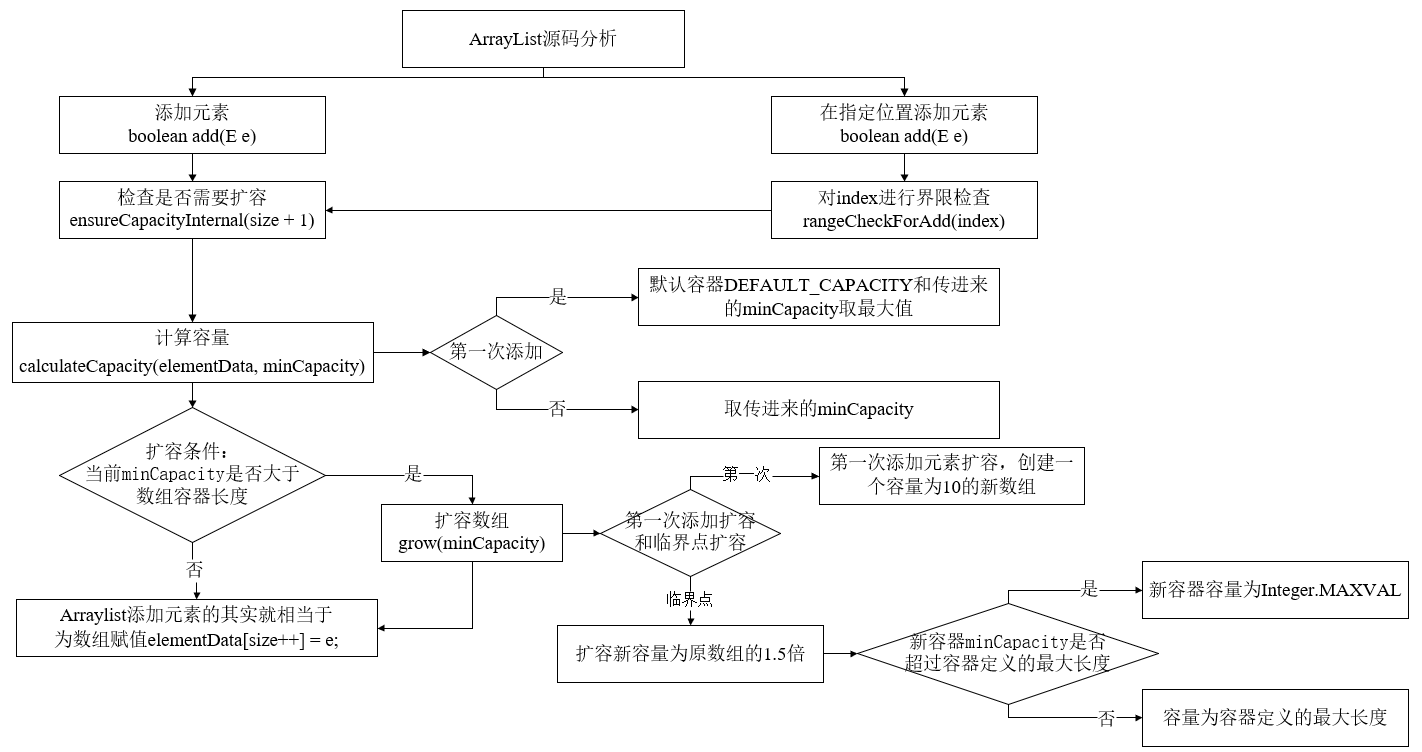 ArrayList源码分析
添加元素
boolean add(E e)
在指定位置添加元素
boolean add(E e)
检查是否需要扩容
ensureCapacityInternal(size + 1)
对index进行界限检查
rangeCheckForAdd(index)
计算容量
calculateCapacity(elementData, minCapacity)
第一次添加
是
默认容器DEFAULT_CAPACITY和传进来
的minCapacity取最大值
否
取传进来的minCapacity
扩容条件：
当前minCapacity是否大于
数组容器长度
是
否
扩容数组
grow(minCapacity)
第一次添加扩容
和临界点扩容
第一次
第一次添加元素扩容，创建一
个容量为10的新数组
临界点
Arraylist添加元素的其实就相当于
为数组赋值elementData[size++] = e;
扩容新容量为原数组的1.5倍
新容器minCapacity是否
超过容器定义的最大长度
是
新容器容量为Integer.MAXVAL
否
容量为容器定义的最大长度